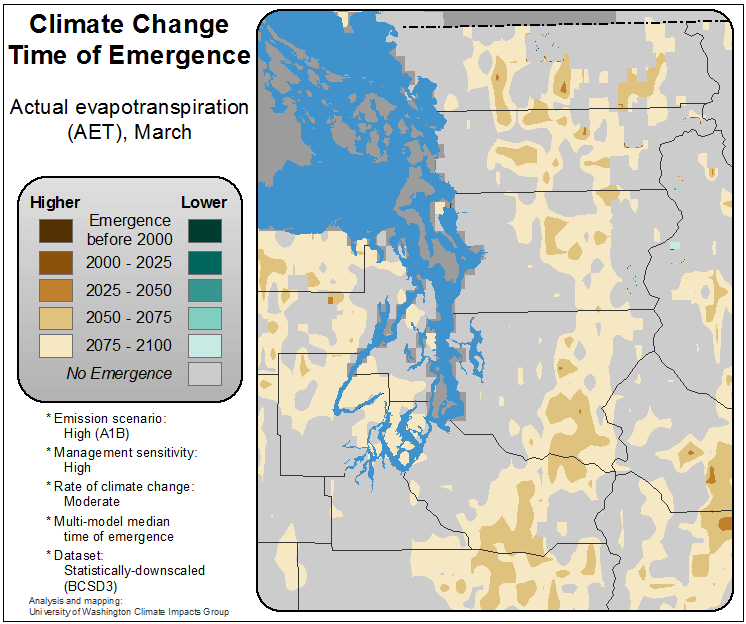 Climate Change
Time of Emergence
Actual evapotranspiration
(AET), March
Higher Lower
Emergence
before 2000
2000 - 2025
2025 - 2050
2050 - 2075
2075 - 2100
No Emergence
* Emission scenario:
High (A1B)
* Management sensitivity:
High
* Rate of climate change:
Moderate
* Multi-model median
time of emergence
* Dataset:
Statistically-downscaled
(BCSD3)
Analysis and mapping:
University of Washington Climate Impacts Group